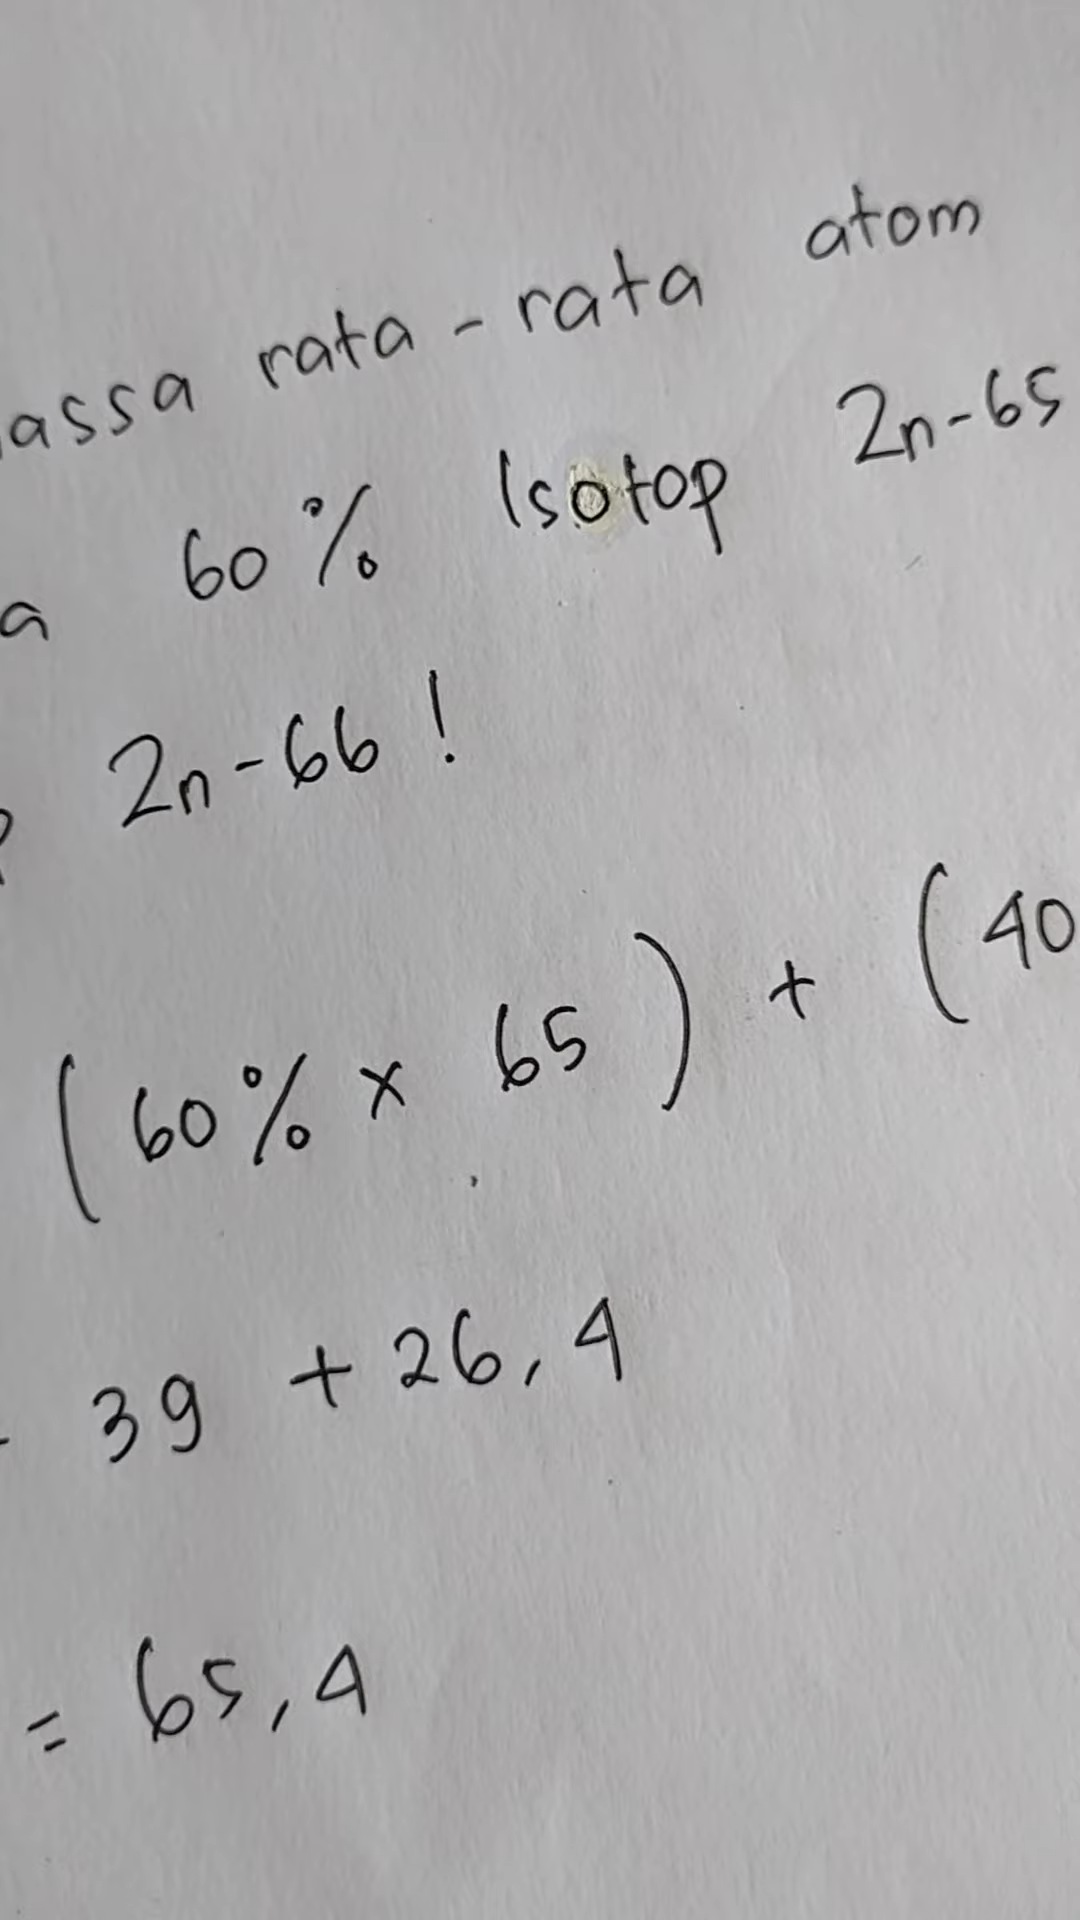 assa rata-rata atom
a 60% Isotop Zn-65
Zn-66!
(60% x 65) + (40
39 + 26,4
= 65,4